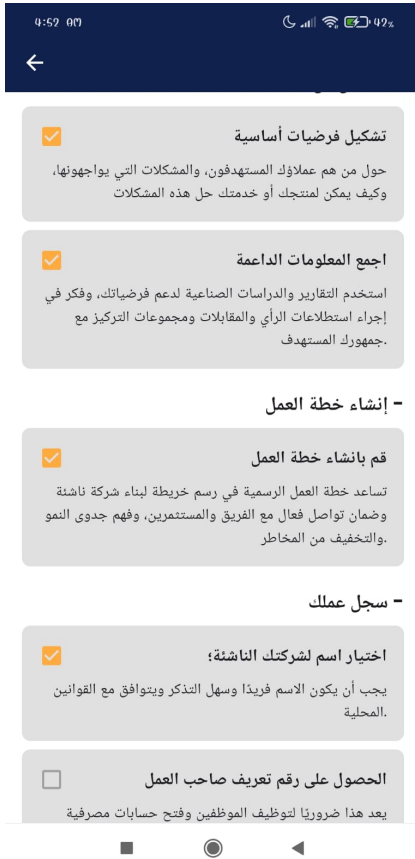 4:52 AM
42%
تشكيل فرضيات أساسية
حول من هم عملاؤك المستهدفون، والمشكلات التي يواجهونها،
وكيف يمكن لمنتجك أو خدمتك حل هذه المشكلات
اجمع المعلومات الداعمة
استخدم التقارير والدراسات الصناعية لدعم فرضياتك، وفكر في
إجراء استطلاعات الرأي والمقابلات ومجموعات التركيز مع
.جمهورك المستهدف
- إنشاء خطة العمل
قم بانشاء خطة العمل
تساعد خطة العمل الرسمية في رسم خريطة لبناء شركة ناشئة
وضمان تواصل فعال مع الفريق والمستثمرين، وفهم جدوى النمو
.والتخفيف من المخاطر
- سجل عملك
اختيار اسم لشركتك الناشئة؛
يجب أن يكون الاسم فريدًا وسهل التذكر ويتوافق مع القوانين
.المحلية
الحصول على رقم تعريف صاحب العمل
يعد هذا ضروريًا لتوظيف الموظفين وفتح حسابات مصرفية